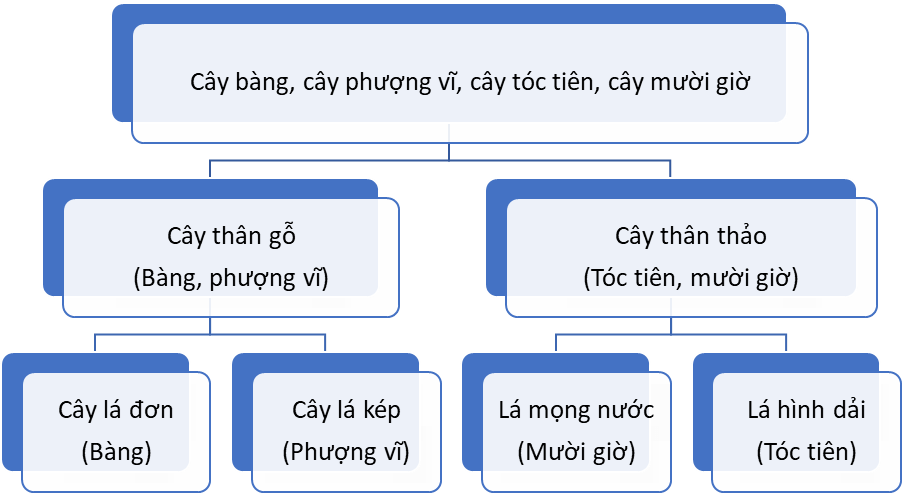 Cây bàng, cây phượng vĩ, cây tóc tiên, cây mười giờ
Cây thân gỗ
(Bàng, phượng vĩ)
Cây thân thảo
(Tóc tiên, mười giờ)
Cây lá đơn
(Bàng)
Cây lá kép
(Phượng vĩ)
Lá mọng nước
(Mười giờ)
Lá hình dải
(Tóc tiên)